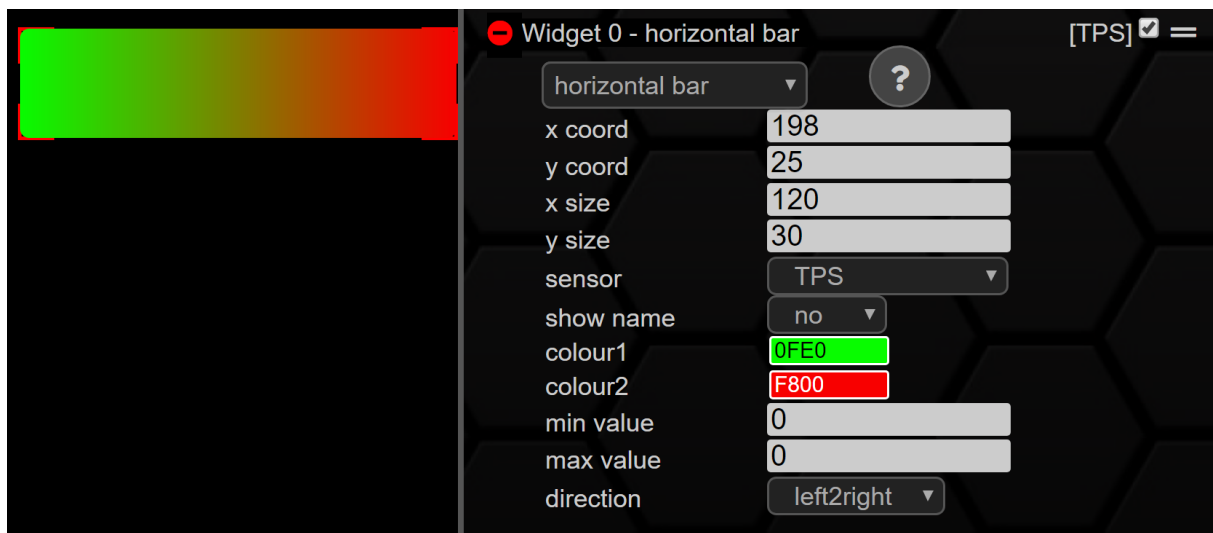 Widget 0 - horizontal bar [TPS]
horizontal bar ?
x coord 198
y coord 25
x size 120
y size 30
sensor TPS
show name no
colour1 0FE0
colour2 F800
min value 0
max value 0
direction left2right